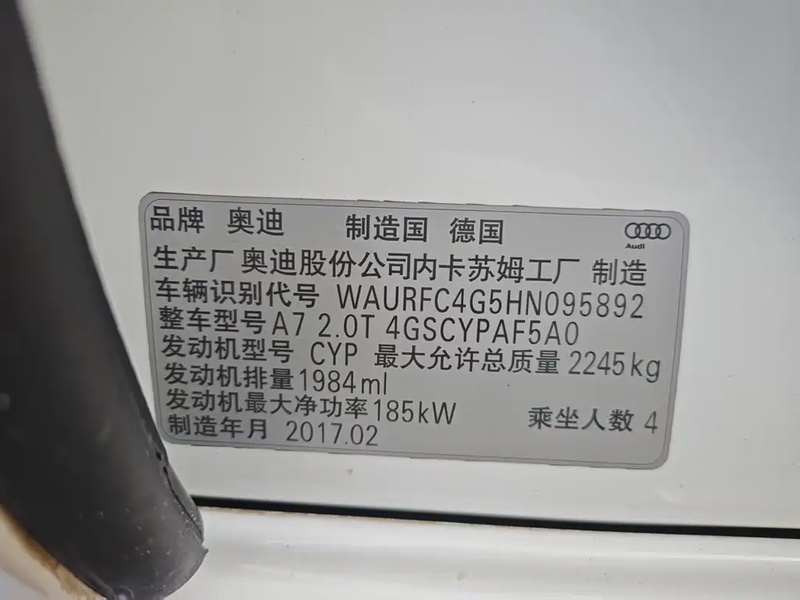 品牌 奥迪 制造国 德国
Audi
生产厂 奥迪股份公司内卡苏姆工厂 制造
车辆识别代号 WAURFC4G5HN095892
整车型号 A7 2.0T 4GSCYPAF5A0
发动机型号 CYP 最大允许总质量 2245kg
发动机排量 1984ml
发动机最大净功率 185kW 乘坐人数 4
制造年月 2017.02